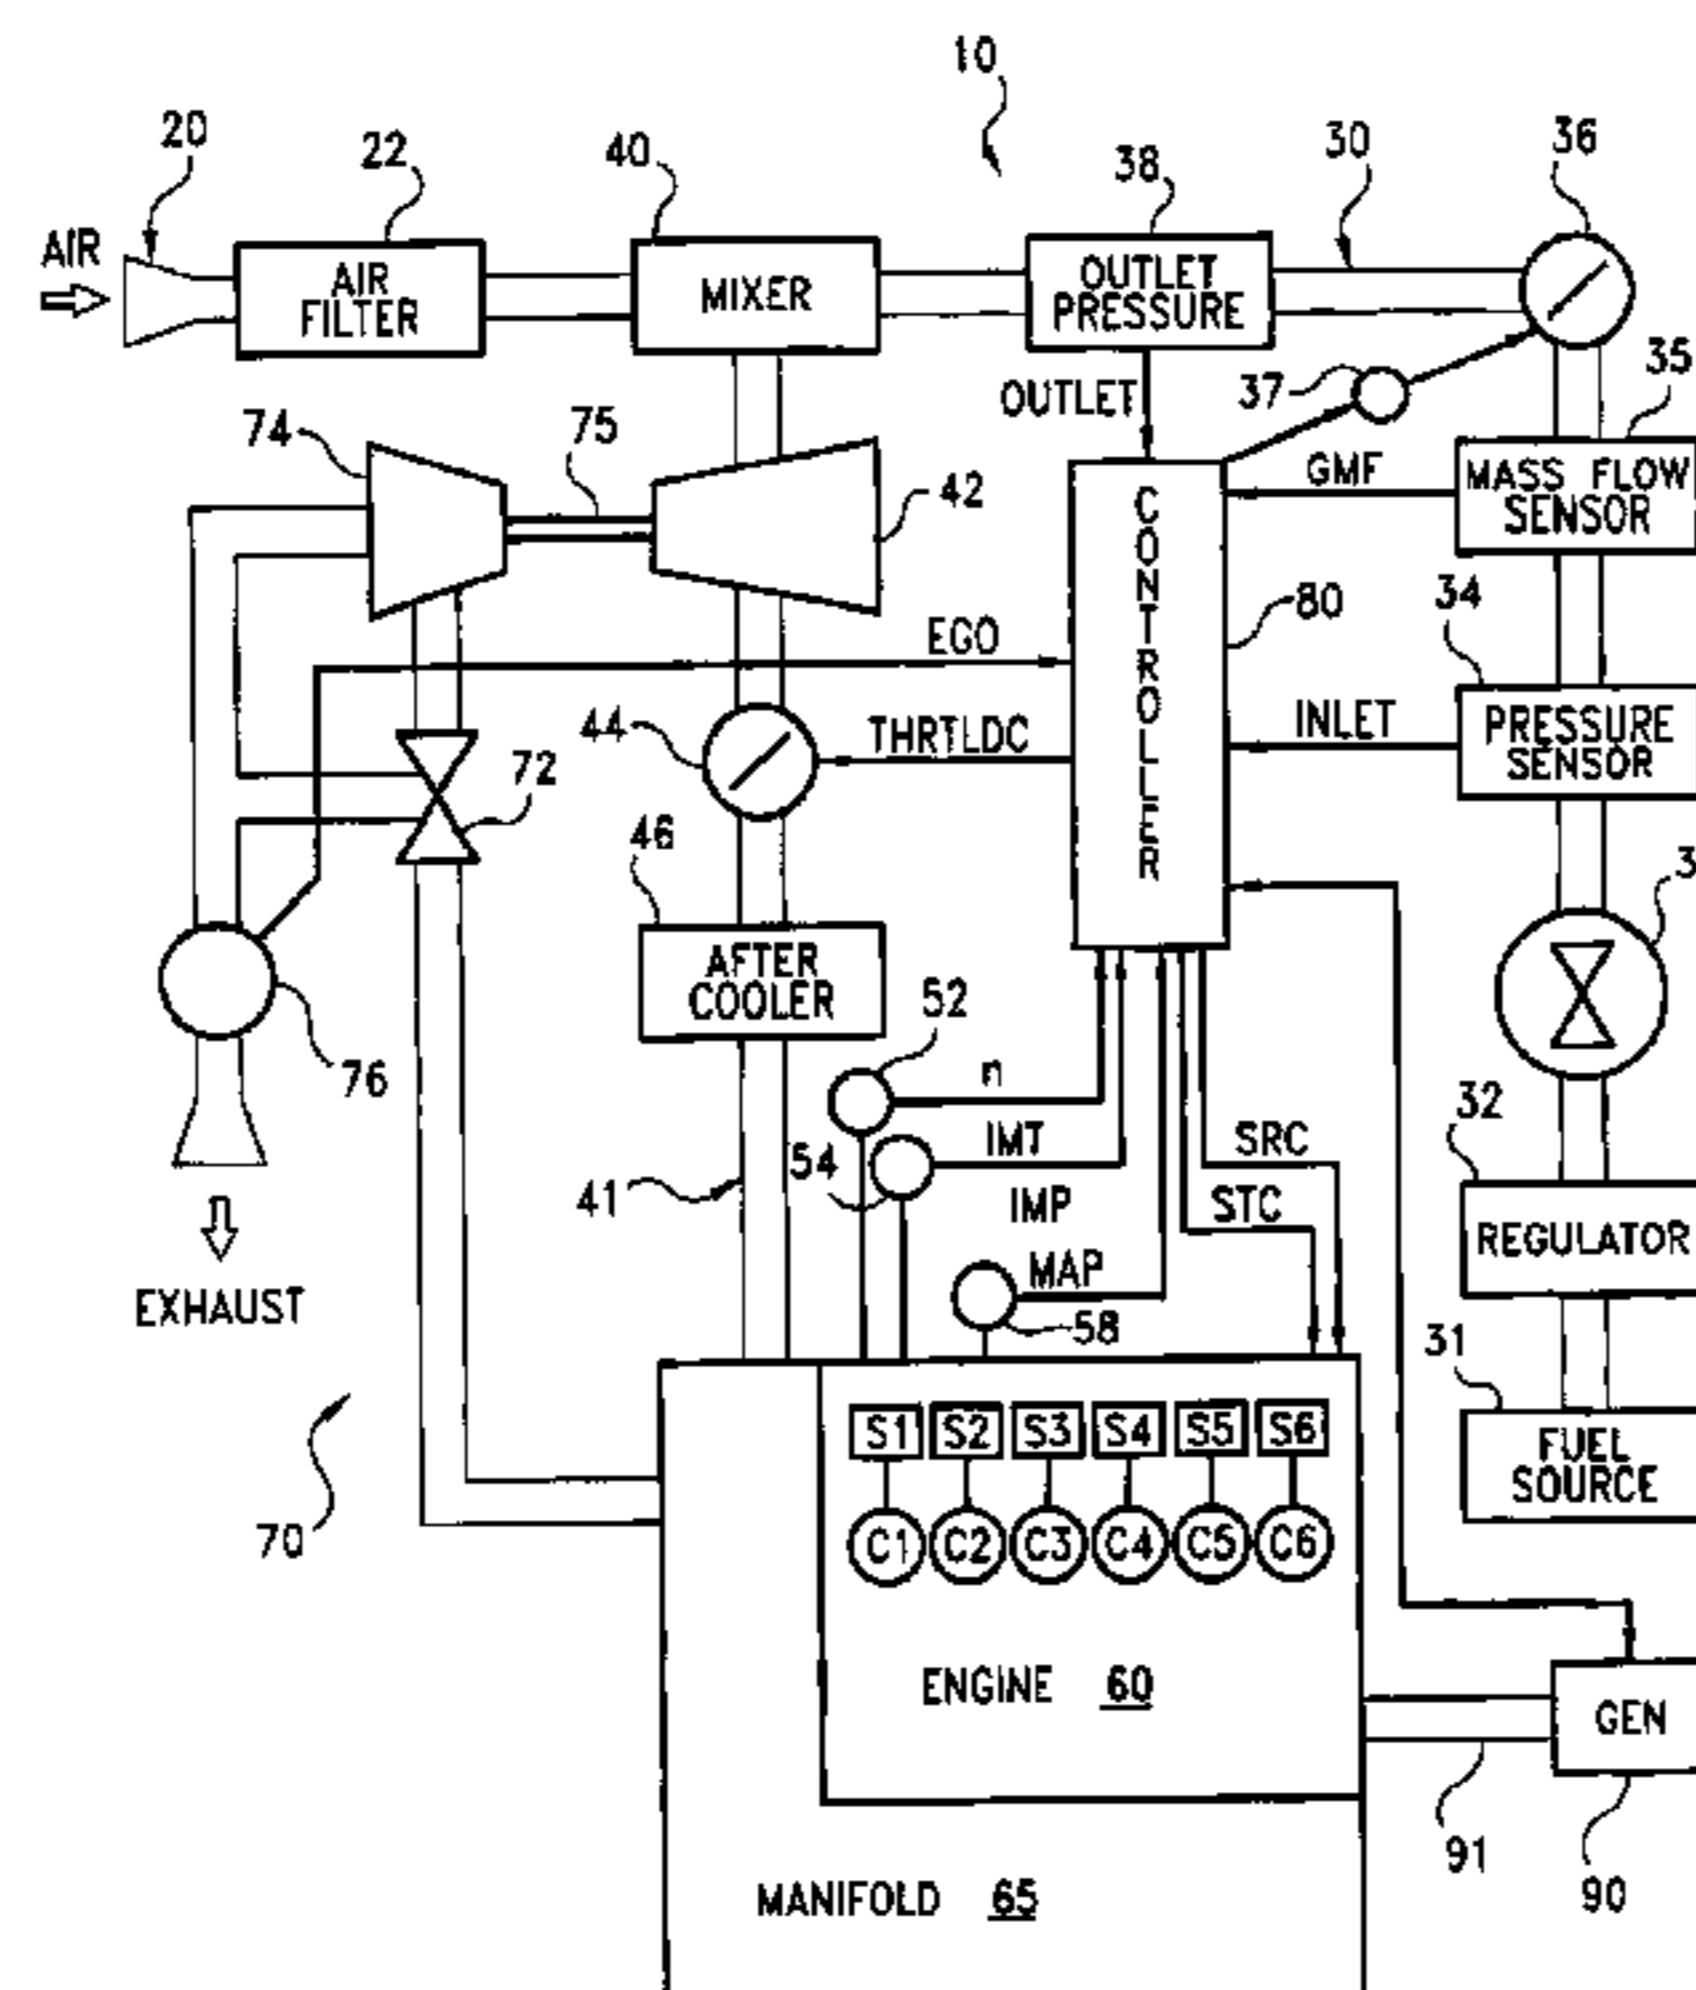 10
20
22
40
38
30
36
AIR
AIR
FILTER
MIXER
OUTLET
PRESSURE
OUTLET
37
35
74
75
42
GMF
MASS FLOW
SENSOR
CONTROLLER
80
34
EGO
INLET
PRESSURE
SENSOR
44
THRTLDC
72
46
AFTER
COOLER
52
76
n
32
54
IMT
SRC
41
IMP
STC
REGULATOR
MAP
EXHAUST
58
31
S1 S2 S3 S4 S5 S6
FUEL
SOURCE
70
C1 C2 C3 C4 C5 C6
ENGINE 60
GEN
91
90
MANIFOLD 65